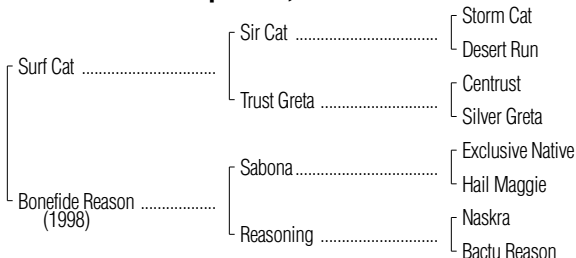 Storm Cat
Sir Cat ....................................
Desert Run
Surf Cat .................................
Centrust
Trust Greta .............................
Silver Greta
Exclusive Native
Sabona....................................
Hail Maggie
Bonefide Reason ...................
(1998)
Naskra
Reasoning .............................
Bactu Reason